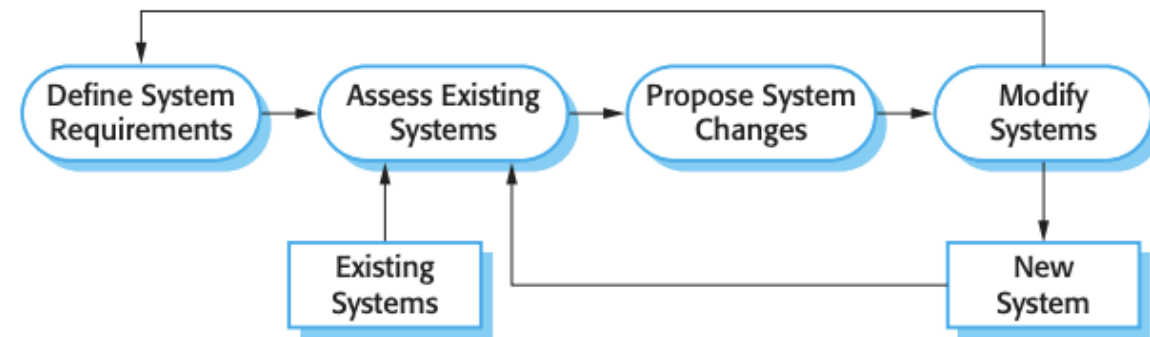 Define System
Requirements
Assess Existing
Systems
Propose System
Changes
Modify
Systems
Existing
Systems
New
System